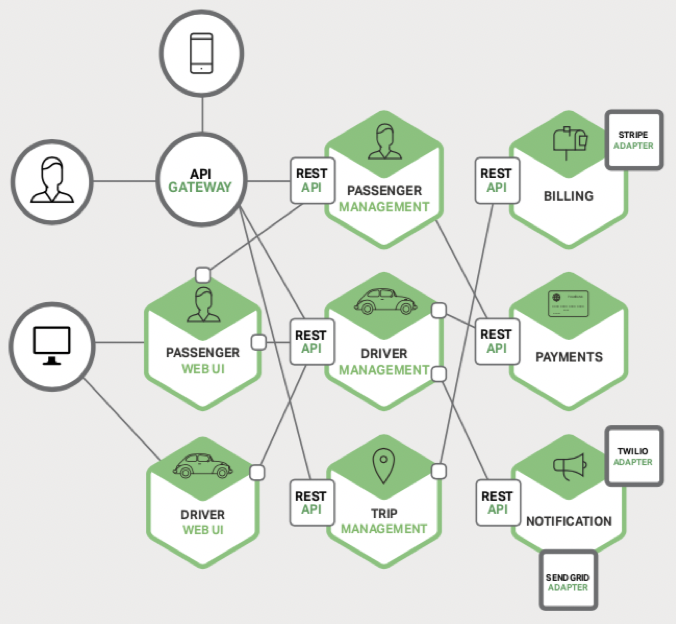 API
GATEWAY
REST
API
PASSENGER
MANAGEMENT
REST
API
BILLING
STRIPE
ADAPTER
PASSENGER
WEB UI
REST
API
DRIVER
MANAGEMENT
REST
API
PAYMENTS
DRIVER
WEB UI
REST
API
TRIP
MANAGEMENT
REST
API
NOTIFICATION
TWILIO
ADAPTER
SENDGRID
ADAPTER